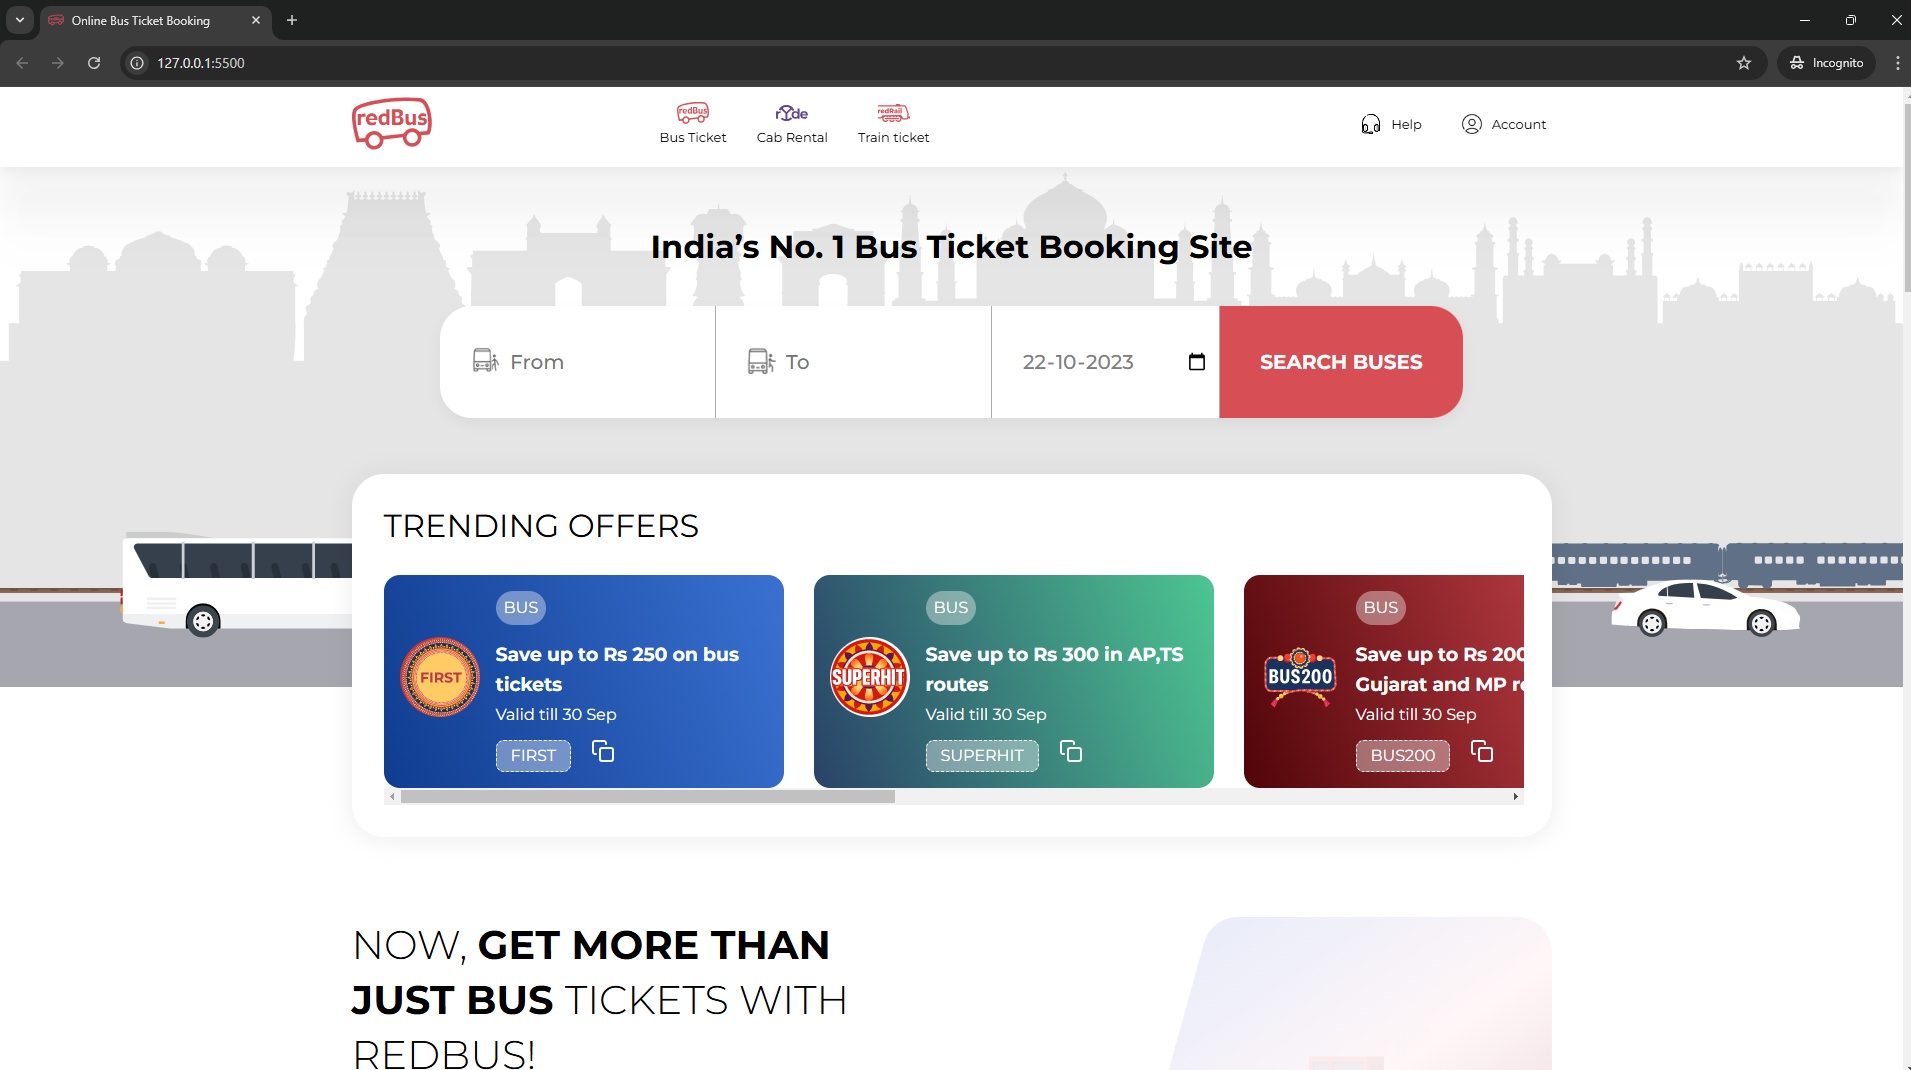 Online Bus Ticket Booking
127.0.0.1:5500
Incognito
redBus
redBus
Bus Ticket
ryde
Cab Rental
redRail
Train ticket
Help
Account
India’s No. 1 Bus Ticket Booking Site
From
To
22-10-2023
SEARCH BUSES
TRENDING OFFERS
BUS
FIRST
Save up to Rs 250 on bus
tickets
Valid till 30 Sep
FIRST
BUS
SUPERHIT
Save up to Rs 300 in AP,TS
routes
Valid till 30 Sep
SUPERHIT
BUS
BUS200
Save up to Rs 200
Gujarat and MP r
Valid till 30 Sep
BUS200
NOW, GET MORE THAN
JUST BUS TICKETS WITH
REDBUS!